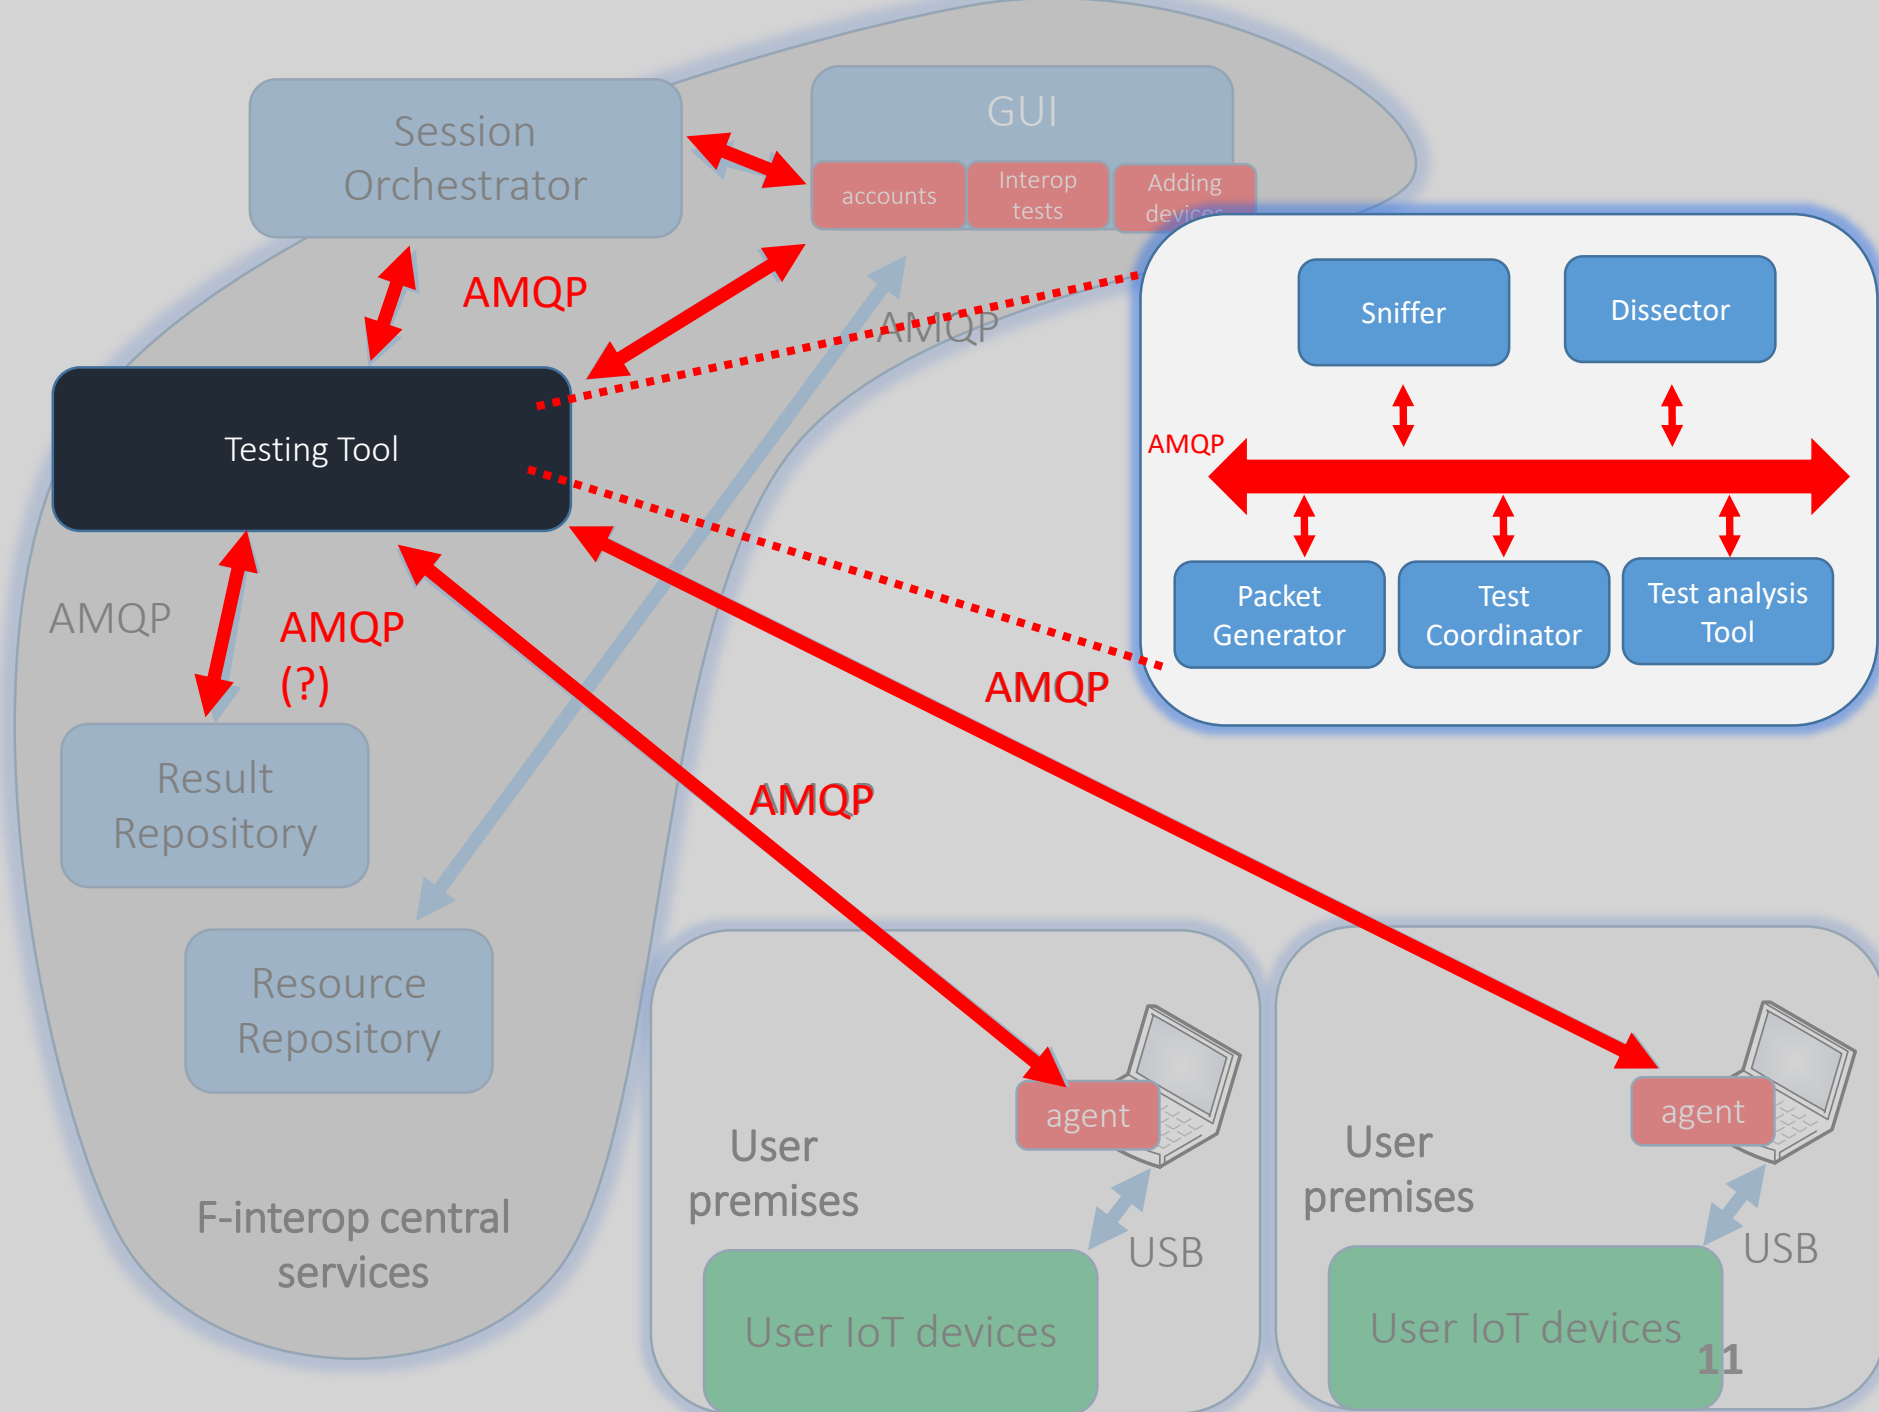 Session
Orchestrator
GUI
accounts
Interop
tests
Adding
devices
AMQP
AMQP
Testing Tool
Sniffer
Dissector
AMQP
Packet
Generator
Test
Coordinator
Test analysis
Tool
AMQP
AMQP
(?)
AMQP
AMQP
Result
Repository
Resource
Repository
F-interop central
services
User
premises
agent
USB
User IoT devices
User
premises
agent
USB
User IoT devices
11